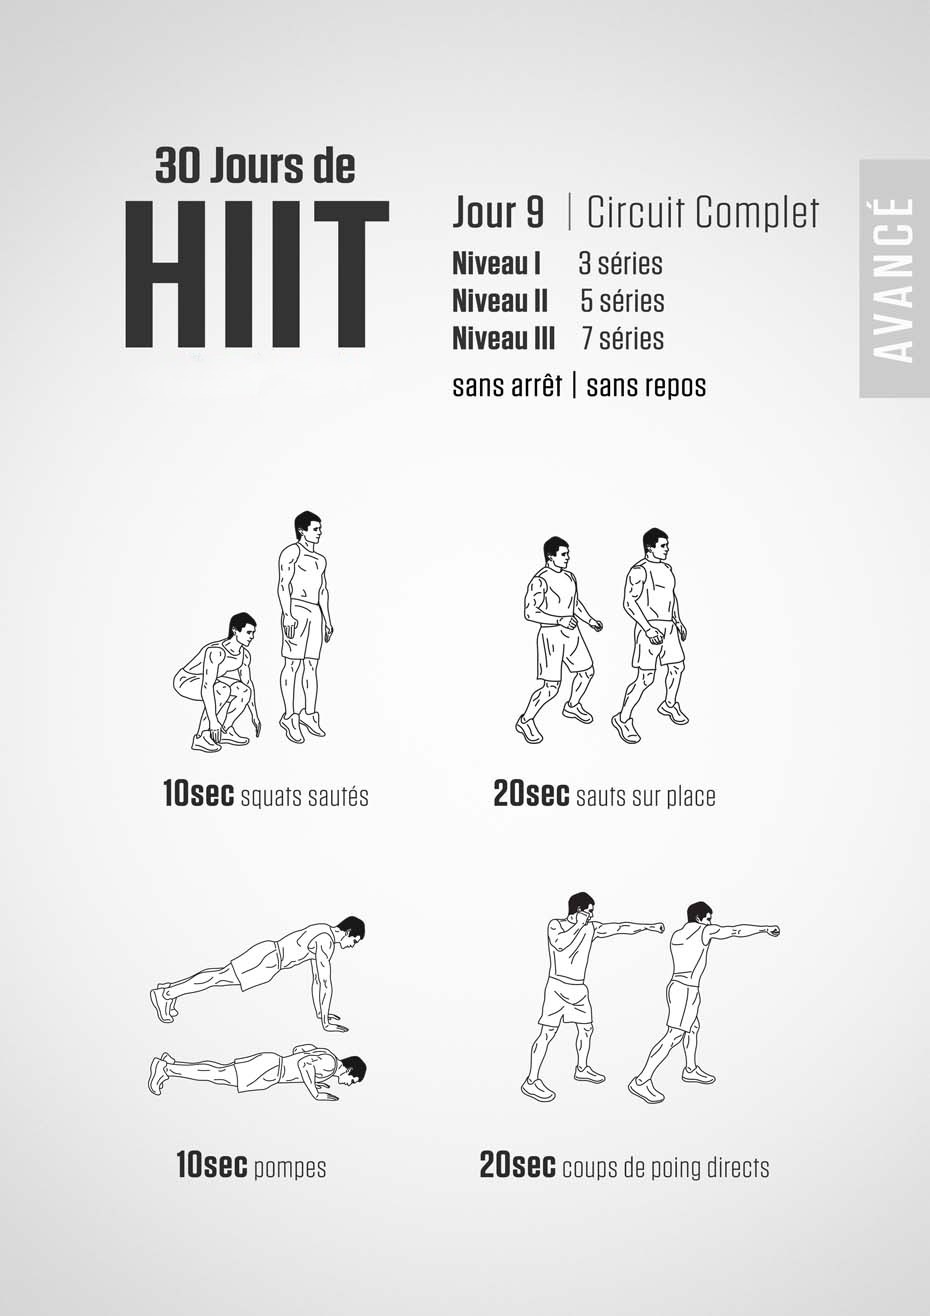 30 Jours de
HIIT
Jour 9 | Circuit Complet
Niveau I 3 séries
Niveau II 5 séries
Niveau III 7 séries
sans arrêt | sans repos
AVANCÉ
10sec squats sautés
20sec sauts sur place
10sec pompes
20sec coups de poing directs